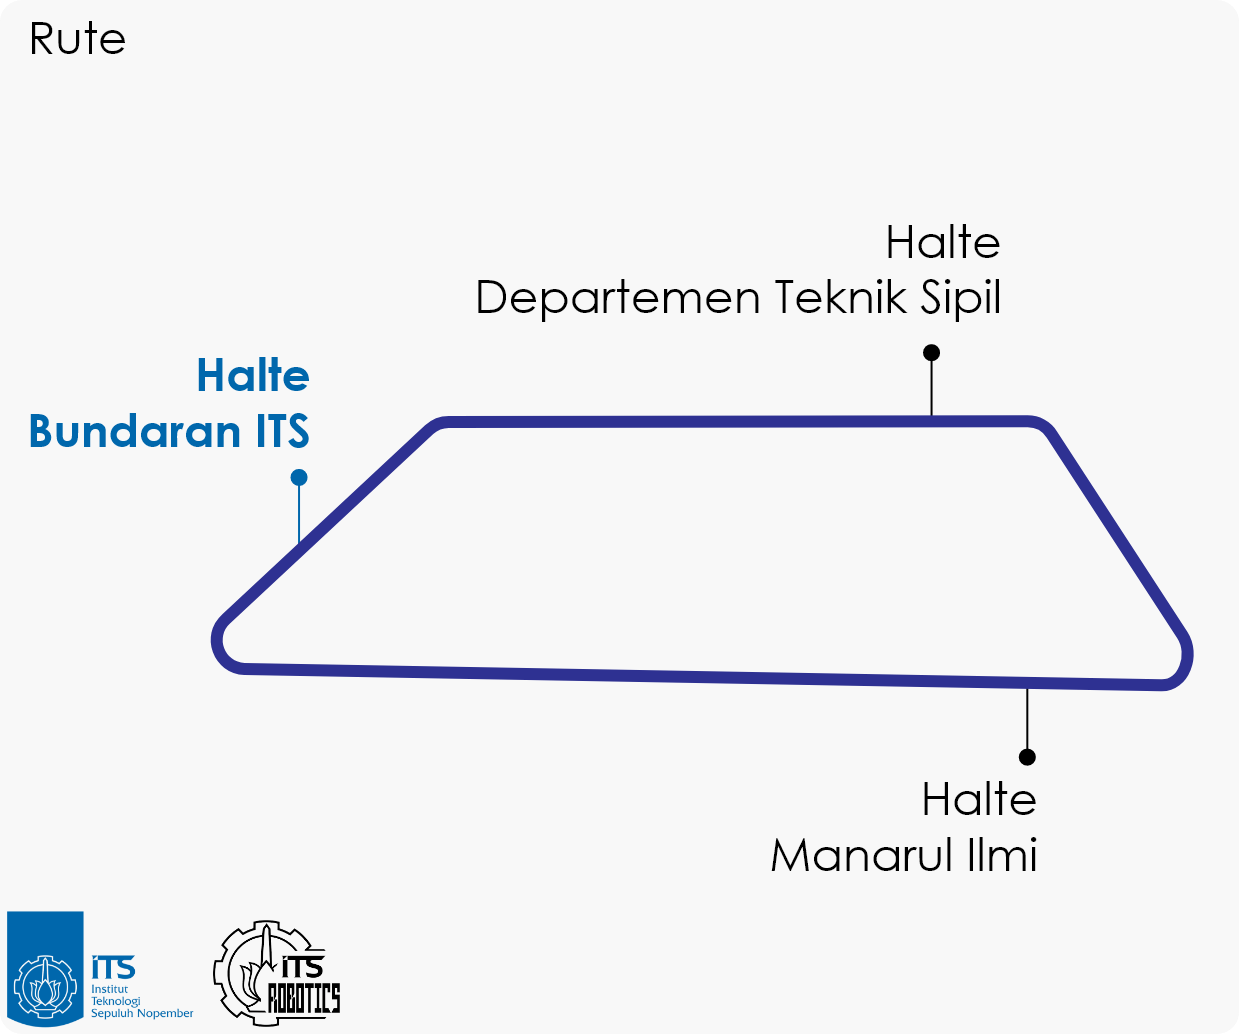 Rute
Halte
Departemen Teknik Sipil
Halte
Bundaran ITS
Halte
Manarul Ilmi
ITS
Institut
Teknologi
Sepuluh Nopember
ITS
ROBOTICS